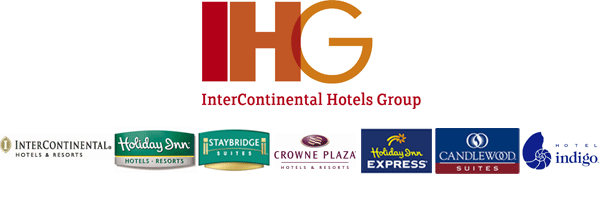 IHG
InterContinental Hotels Group
INTERCONTINENTAL®
HOTELS & RESORTS
Holiday Inn®
HOTELS · RESORTS
STAYBRIDGE
SUITES
CROWNE PLAZA®
HOTELS & RESORTS
Holiday Inn
EXPRESS®
CANDLEWOOD
SUITES
HOTEL
indigo®